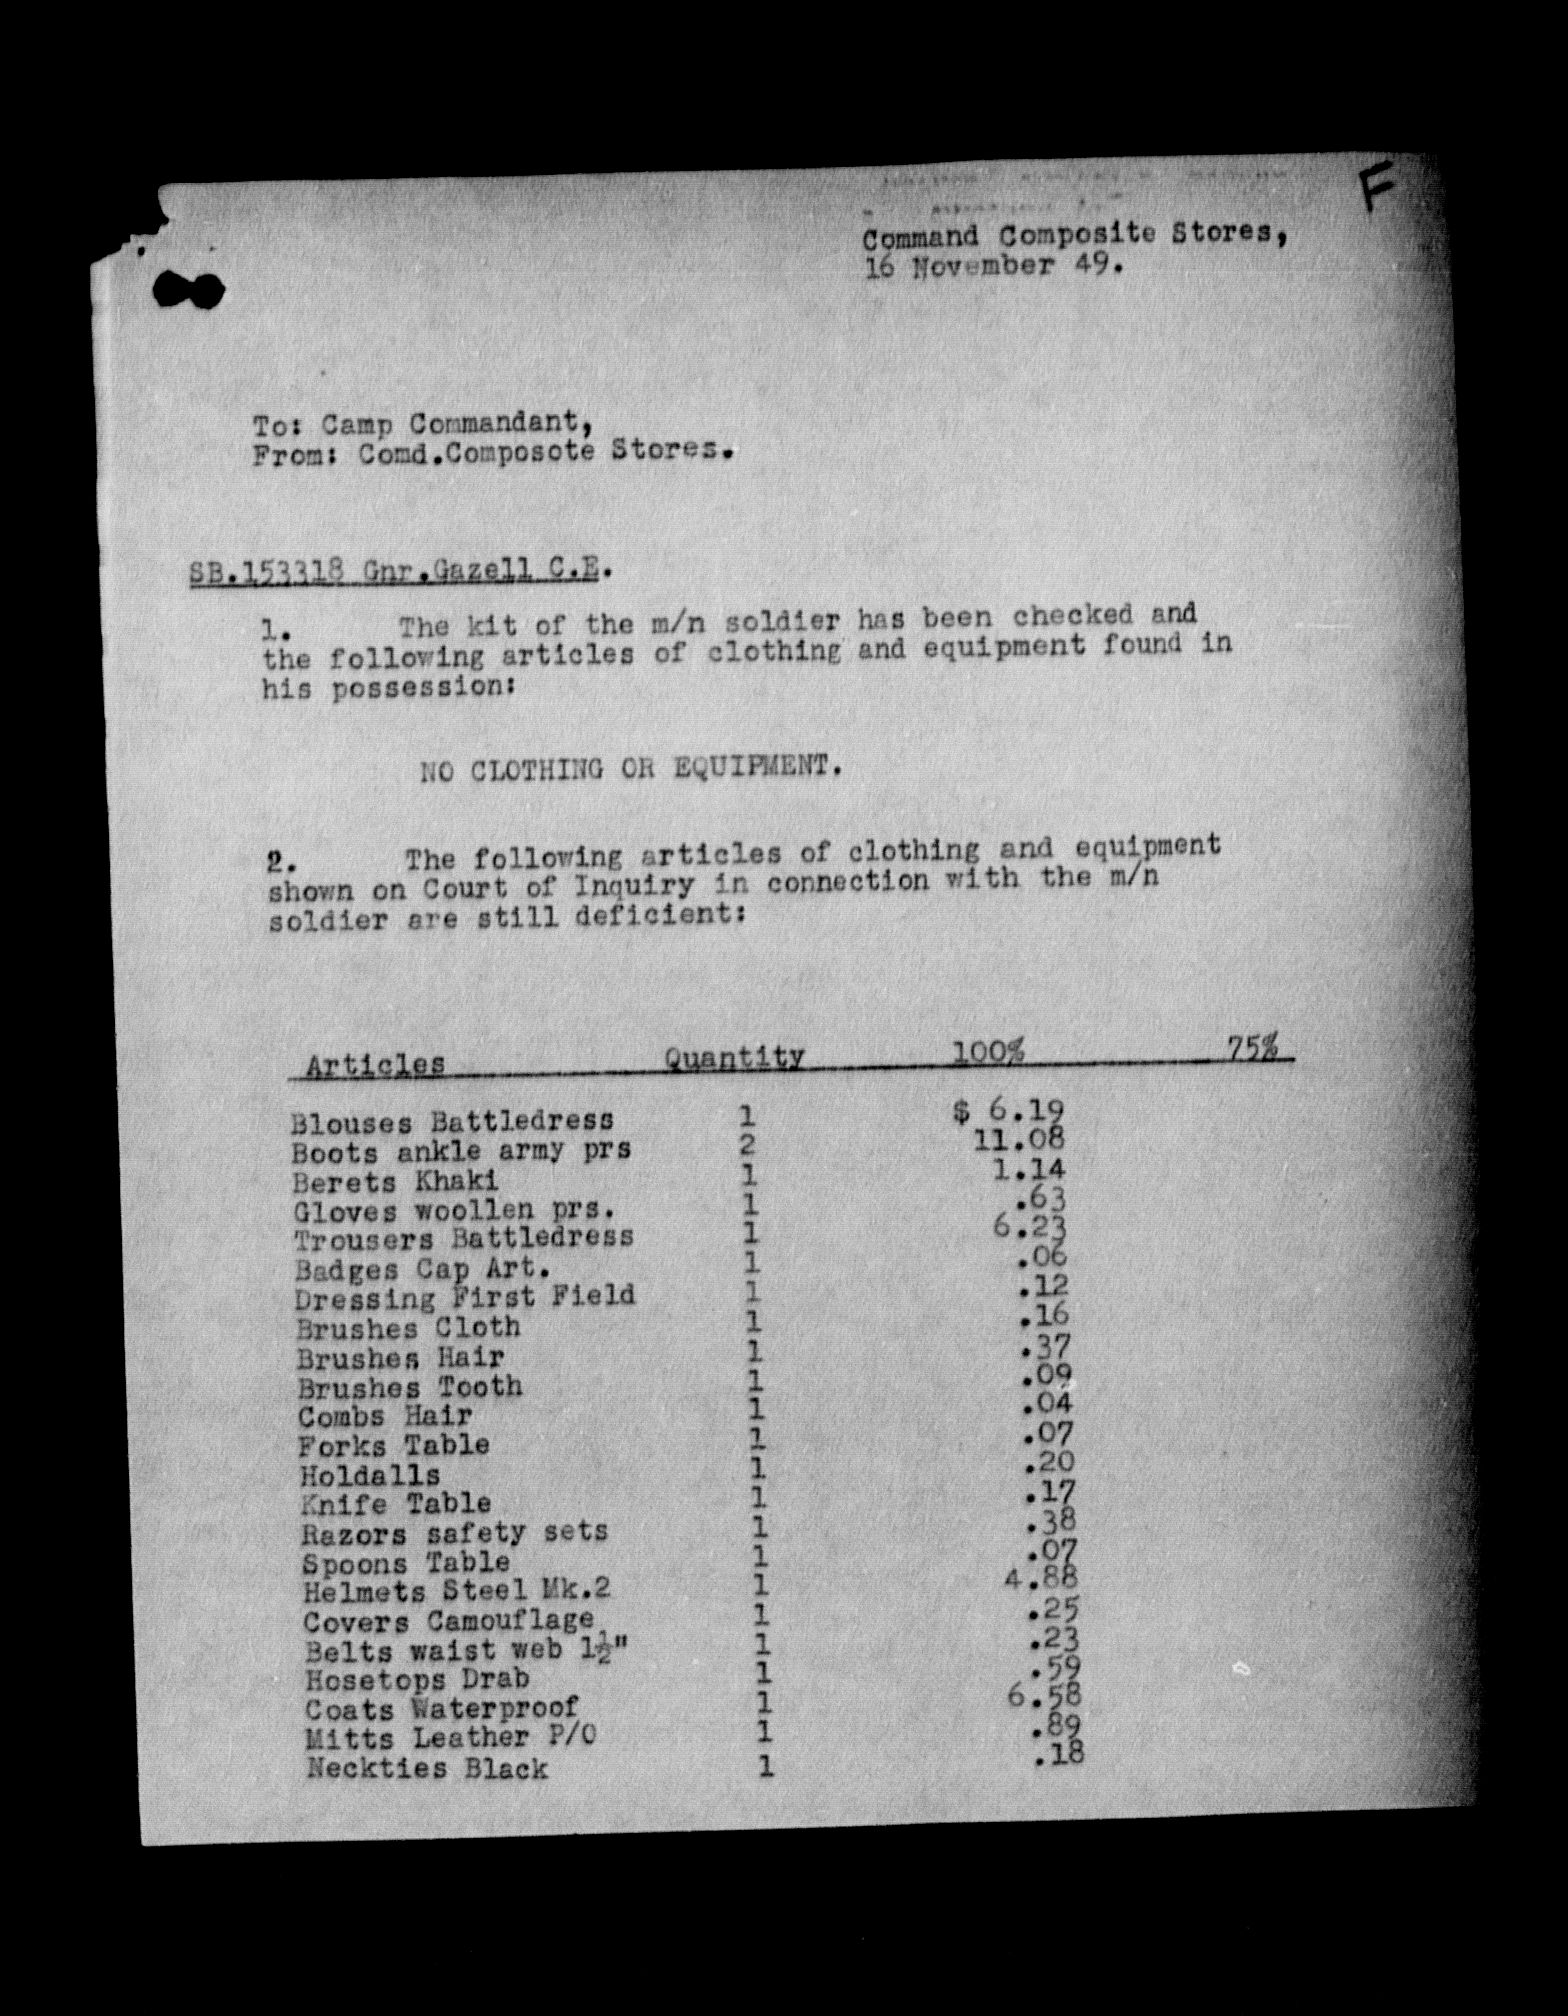 F
Command Composite Stores,
16 November 49.
To: Camp Commandant,
From: Comd.Composote Stores.
SB.153318 Gnr.Gazell C.E.
1. The kit of the m/n soldier has been checked and
the following articles of clothing and equipment found in
his possession:
NO CLOTHING OR EQUIPMENT.
2. The following articles of clothing and equipment
shown on Court of Inquiry in connection with the m/n
soldier are still deficient:
Articles Quantity 100% 75%
Blouses Battledress 1 $ 6.19
Boots ankle army prs 2 11.08
Berets Khaki 1 1.14
Gloves woollen prs. 1 .63
Trousers Battledress 1 6.23
Badges Cap Art. 1 .06
Dressing First Field 1 .12
Brushes Cloth 1 .16
Brushes Hair 1 .37
Brushes Tooth 1 .09
Combs Hair 1 .04
Forks Table 1 .07
Holdalls 1 .20
Knife Table 1 .17
Razors safety sets 1 .38
Spoons Table 1 .07
Helmets Steel Mk.2 1 4.88
Covers Camouflage 1 .25
Belts waist web 1½" 1 .23
Hosetops Drab 1 .59
Coats Waterproof 1 6.58
Mitts Leather P/O 1 .89
Neckties Black 1 .18